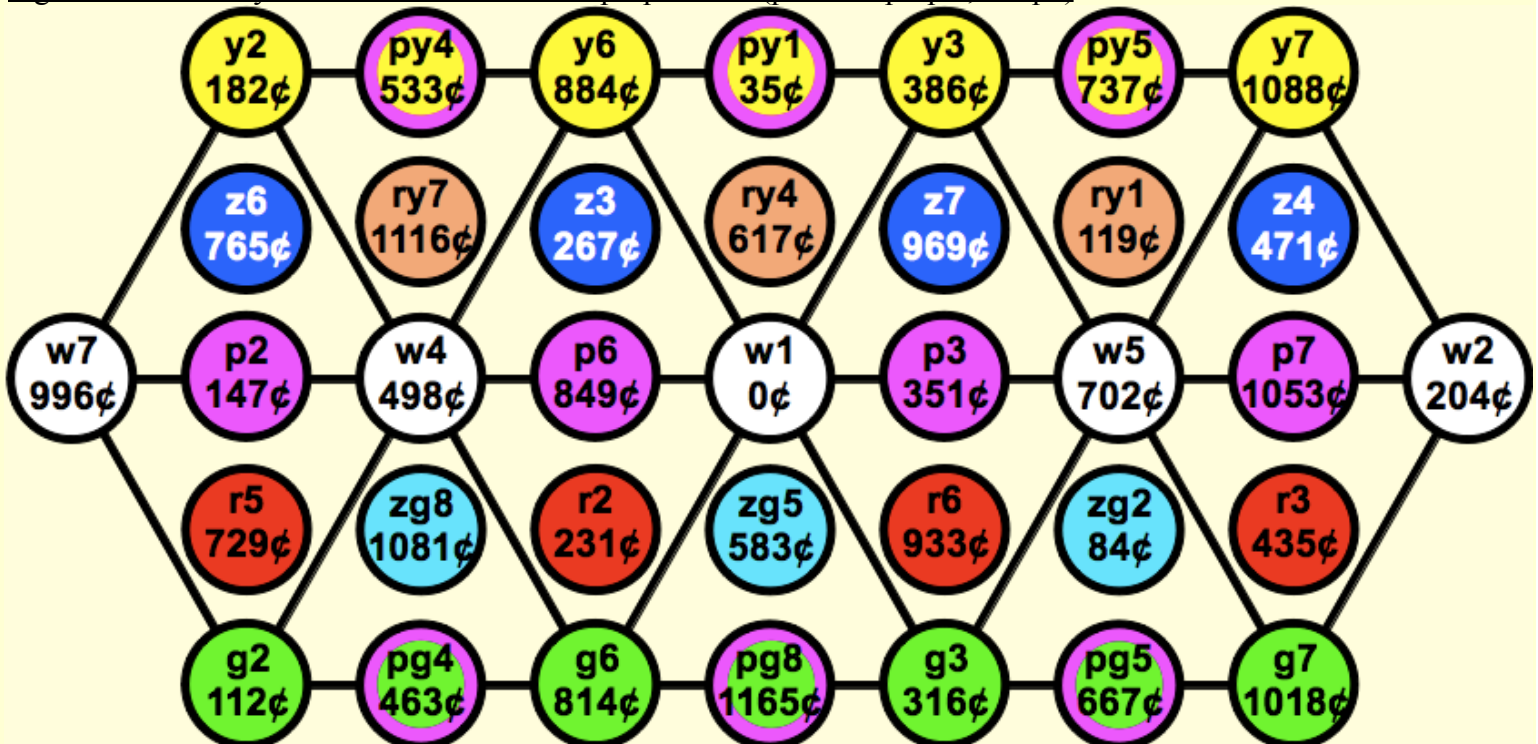 y2 py4 y6 py1 y3 py5 y7
182¢ 533¢ 884¢ 35¢ 386¢ 737¢ 1088¢
z6 ry7 z3 ry4 z7 ry1 z4
765¢ 1116¢ 267¢ 617¢ 969¢ 119¢ 471¢
w7 p2 w4 p6 w1 p3 w5 p7 w2
996¢ 147¢ 498¢ 849¢ 0¢ 351¢ 702¢ 1053¢ 204¢
r5 zg8 r2 zg5 r6 zg2 r3
729¢ 1081¢ 231¢ 583¢ 933¢ 84¢ 435¢
g2 pg4 g6 pg8 g3 pg5 g7
112¢ 463¢ 814¢ 1165¢ 316¢ 667¢ 1018¢